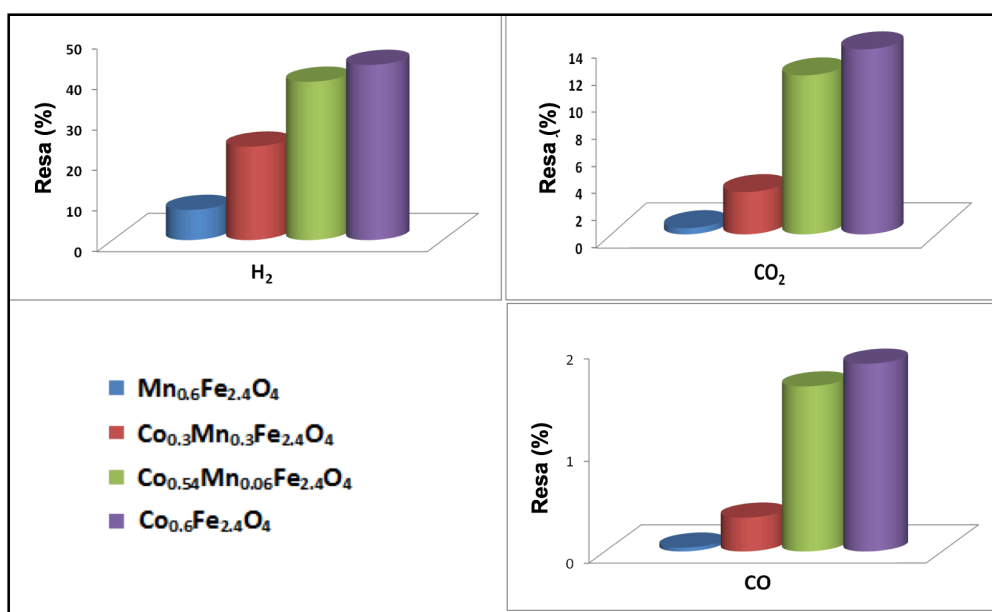 Resa (%)
50
40
30
20
10
0
H₂
Resa (%)
14
12
10
8
6
4
2
0
CO₂
Mn₀.₆Fe₂.₄O₄
Co₀.₃Mn₀.₃Fe₂.₄O₄
Co₀.₅₄Mn₀.₀₆Fe₂.₄O₄
Co₀.₆Fe₂.₄O₄
Resa (%)
2
1
0
CO